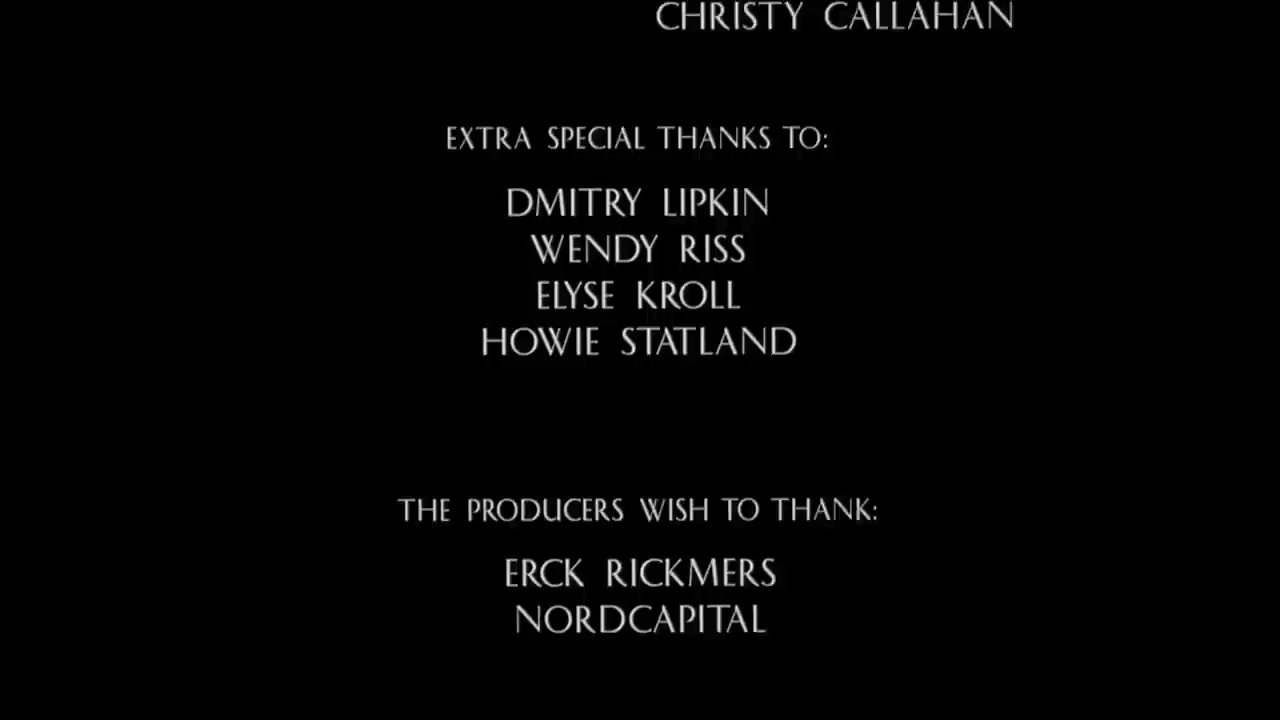 CHRISTY CALLAHAN
EXTRA SPECIAL THANKS TO:
DMITRY LIPKIN
WENDY RISS
ELYSE KROLL
HOWIE STATLAND
THE PRODUCERS WISH TO THANK:
ERCK RICKMERS
NORDCAPITAL